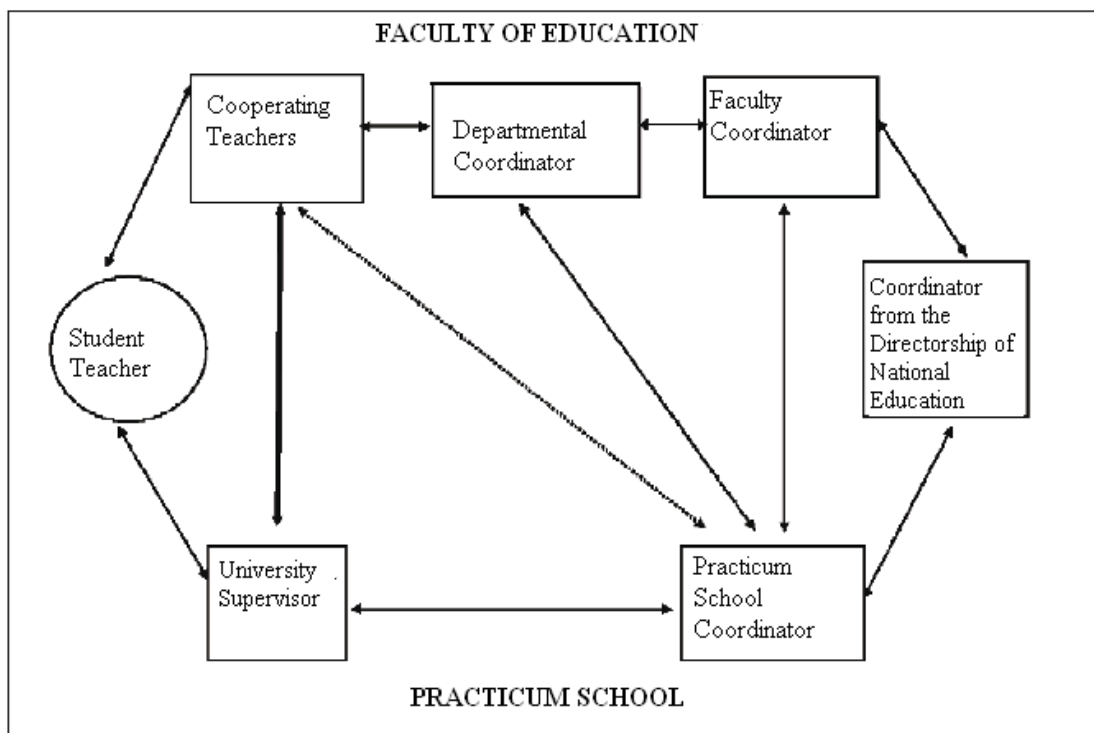 FACULTY OF EDUCATION
Cooperating
Teachers
Departmental
Coordinator
Faculty
Coordinator
Student
Teacher
Coordinator
from the
Directorship of
National
Education
University
Supervisor
Practicum
School
Coordinator
PRACTICUM SCHOOL